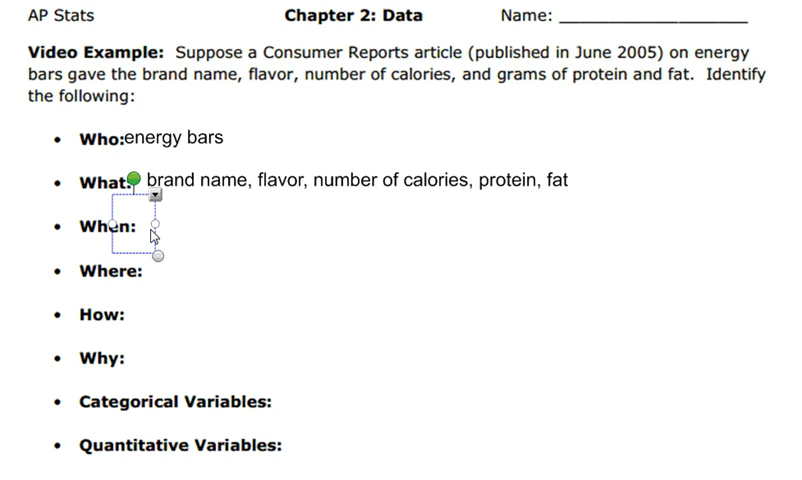 AP Stats Chapter 2: Data Name: ____________________
Video Example: Suppose a Consumer Reports article (published in June 2005) on energy
bars gave the brand name, flavor, number of calories, and grams of protein and fat. Identify
the following:
• Who:energy bars
• What: brand name, flavor, number of calories, protein, fat
• When:
• Where:
• How:
• Why:
• Categorical Variables:
• Quantitative Variables: